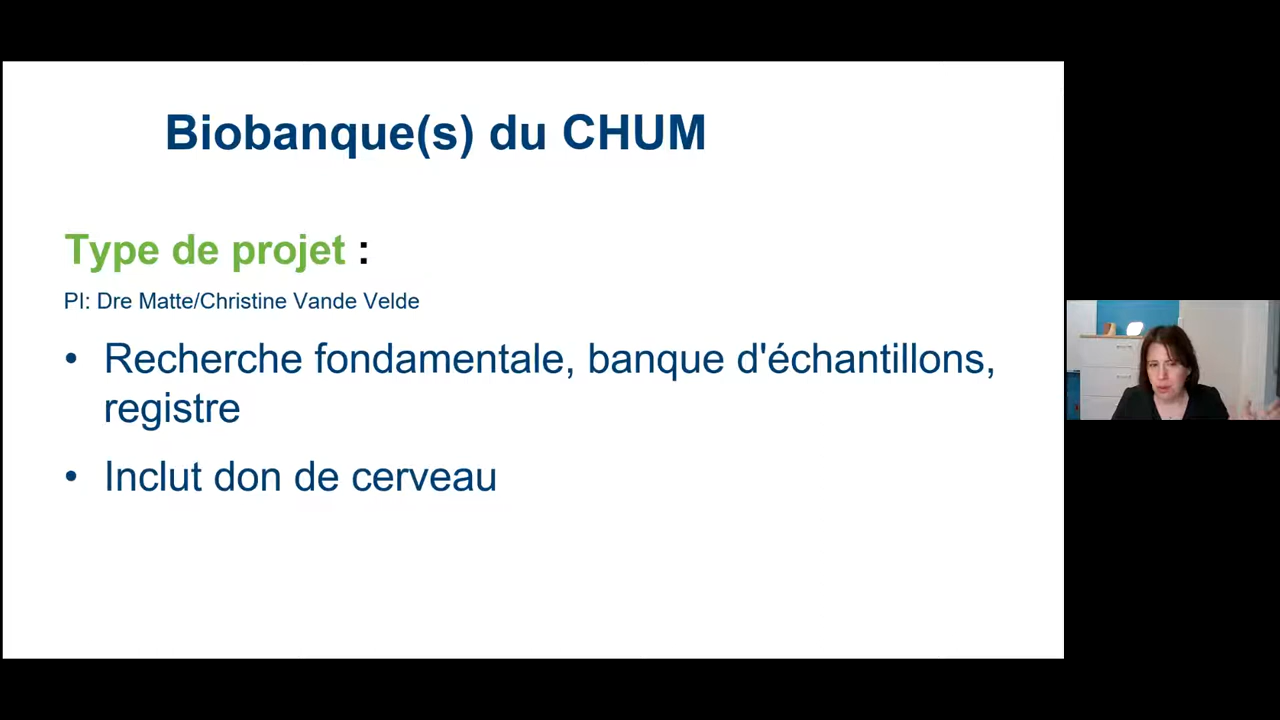 Biobanque(s) du CHUM
Type de projet :
PI: Dre Matte/Christine Vande Velde
• Recherche fondamentale, banque d'échantillons,
registre
• Inclut don de cerveau